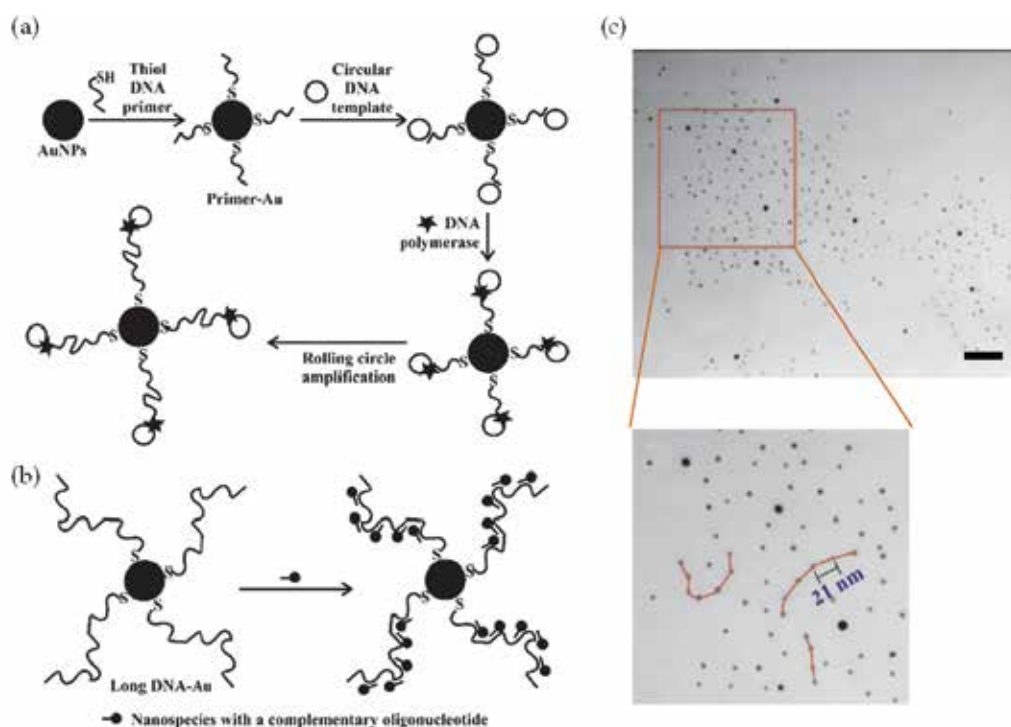 (a)
SH
Thiol
DNA
primer
AuNPs
S
S
S
S
Primer-Au
Circular
DNA
template
S
S
S
S
DNA
polymerase
S
S
S
S
Rolling circle
amplification
S
S
S
S
(b)
S
S
S
S
Long DNA-Au
S
S
S
S
Nanospecies with a complementary oligonucleotide
(c)
21 nm